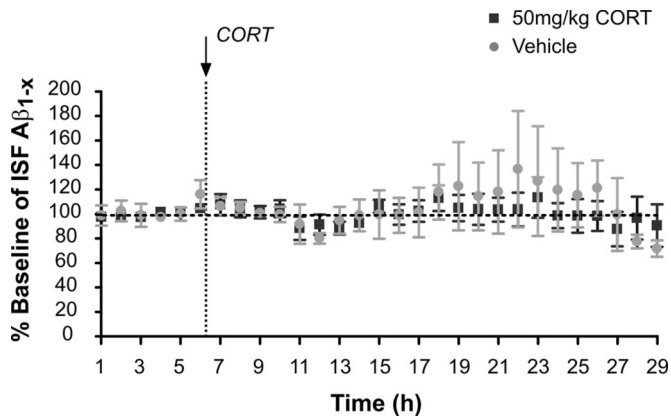 50mg/kg CORT
Vehicle
CORT
% Baseline of ISF Aβ1-x
200
180
160
140
120
100
80
60
40
20
0
1 3 5 7 9 11 13 15 17 19 21 23 25 27 29
Time (h)